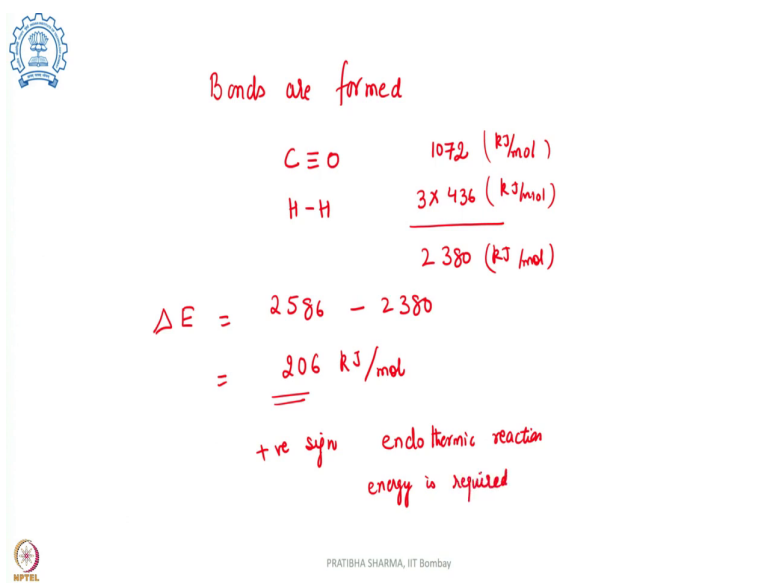 Bonds are formed
C≡O 1072 (kJ/mol)
H-H 3x 436 (kJ/mol)
2380 (kJ/mol)
ΔE = 2586 - 2380
= 206 kJ/mol
+ve sign endothermic reaction
energy is required
NPTEL
PRATIBHA SHARMA, IIT Bombay